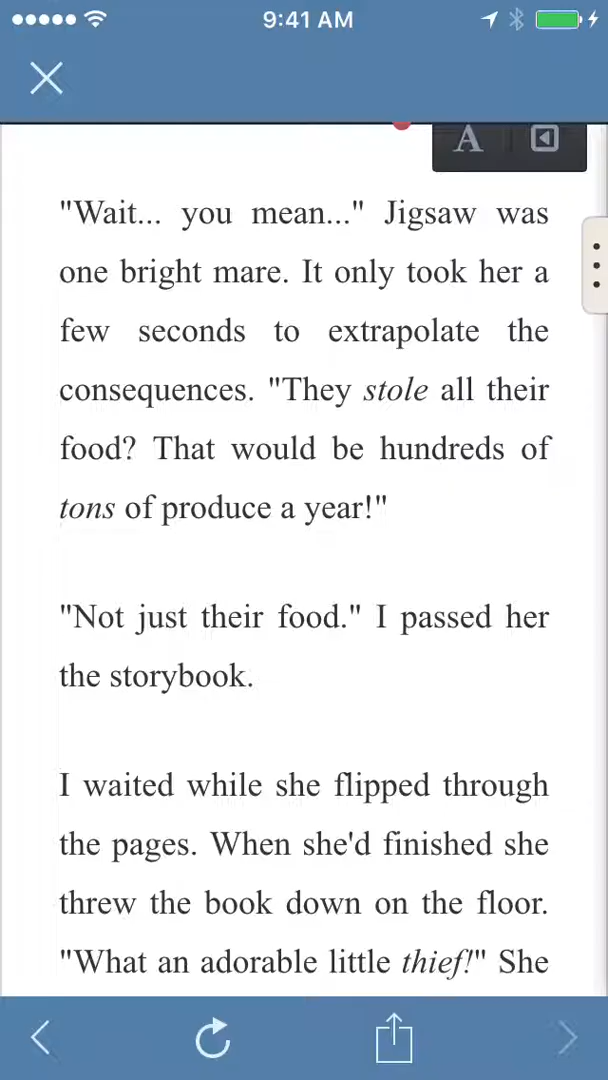 9:41 AM
A
"Wait... you mean..." Jigsaw was
one bright mare. It only took her a
few seconds to extrapolate the
consequences. "They stole all their
food? That would be hundreds of
tons of produce a year!"
"Not just their food." I passed her
the storybook.
I waited while she flipped through
the pages. When she'd finished she
threw the book down on the floor.
"What an adorable little thief!" She